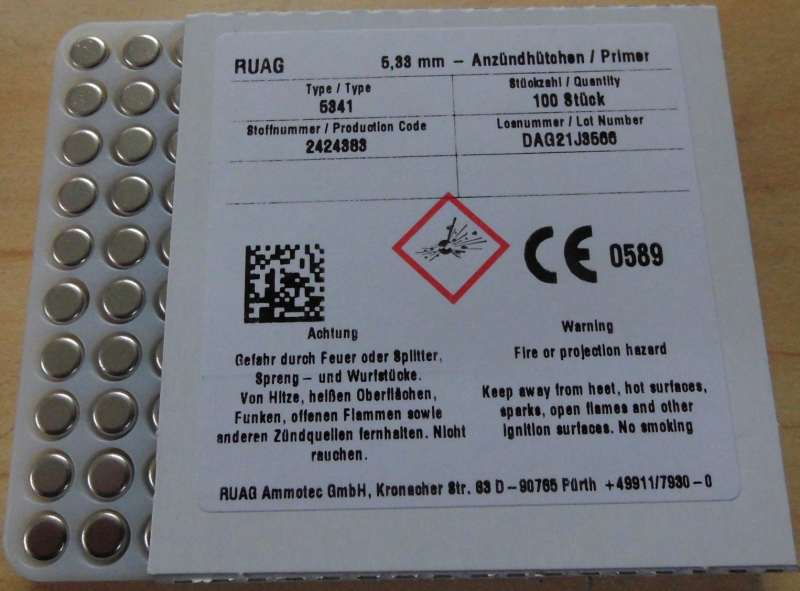 RUAG 5,33 mm – Anzündhütchen / Primer
Type / Type
5341
Stückzahl / Quantity
100 Stück
Stoffnummer / Production Code
2424383
Losnummer / Lot Number
DAG21J3566
CE 0589
Achtung
Gefahr durch Feuer oder Splitter,
Spreng – und Wurfstücke.
Von Hitze, heißen Oberflächen,
Funken, offenen Flammen sowie
anderen Zündquellen fernhalten. Nicht
rauchen.
Warning
Fire or projection hazard
Keep away from heet, hot surfaces,
sparks, open flames and other
ignition surfaces. No smoking
RUAG Ammotec GmbH, Kronacher Str. 63 D – 90765 Fürth +49911/7930 – 0